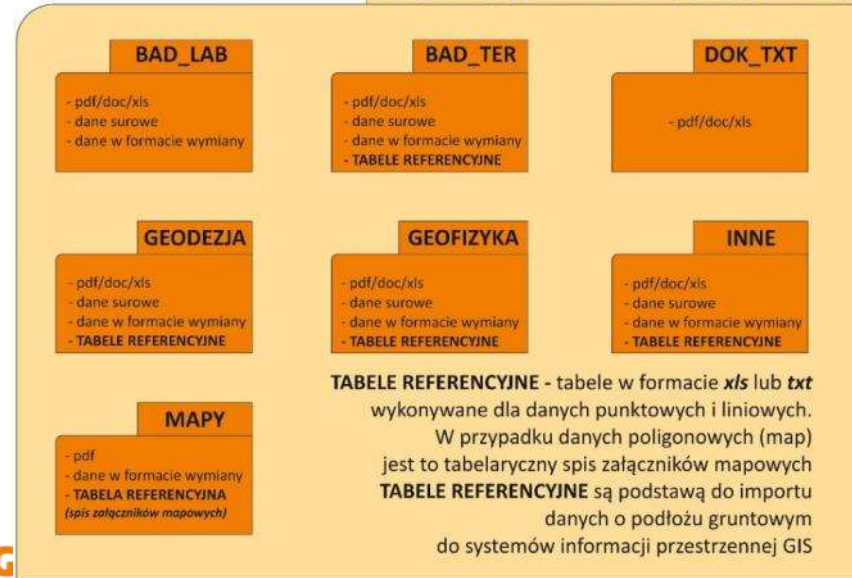 BAD_LAB
- pdf/doc/xls
- dane surowe
- dane w formacie wymiany
BAD_TER
- pdf/doc/xls
- dane surowe
- dane w formacie wymiany
- TABELE REFERENCYJNE
DOK_TXT
- pdf/doc/xls
GEODEZJA
- pdf/doc/xls
- dane surowe
- dane w formacie wymiany
- TABELE REFERENCYJNE
GEOFIZYKA
- pdf/doc/xls
- dane surowe
- dane w formacie wymiany
- TABELE REFERENCYJNE
INNE
- pdf/doc/xls
- dane surowe
- dane w formacie wymiany
- TABELE REFERENCYJNE
MAPY
- pdf
- dane w formacie wymiany
- TABELA REFERENCYJNA
(spis załączników mapowych)
TABELE REFERENCYJNE - tabele w formacie xls lub txt
wykonywane dla danych punktowych i liniowych.
W przypadku danych poligonowych (map)
jest to tabelaryczny spis załączników mapowych
TABELE REFERENCYJNE są podstawą do importu
danych o podłożu gruntowym
do systemów informacji przestrzennej GIS
G